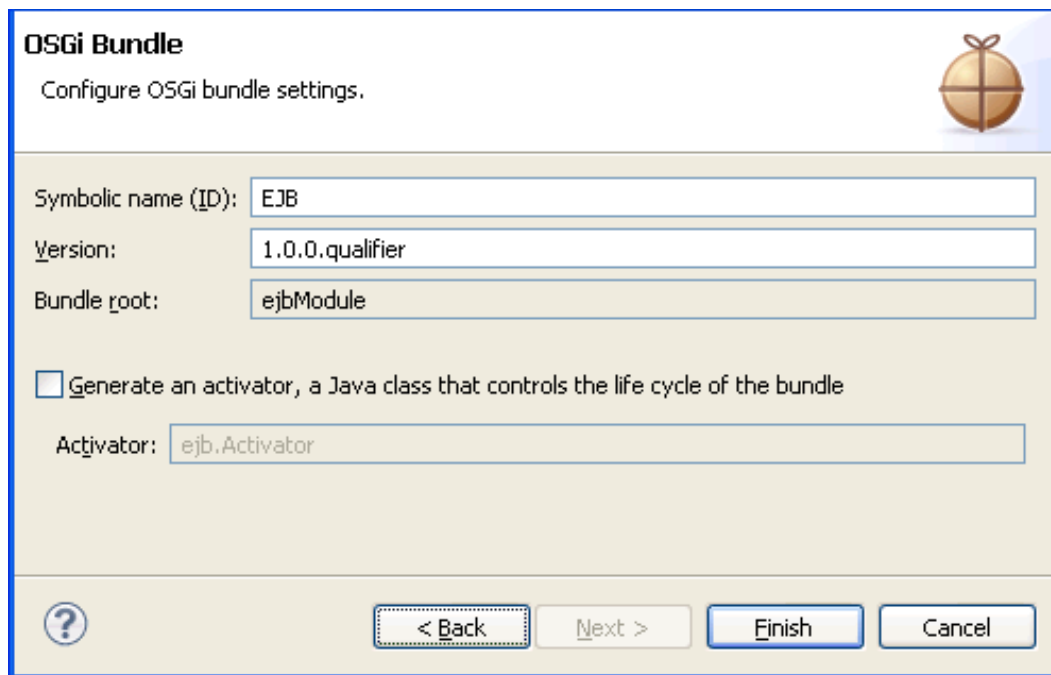 OSGi Bundle
Configure OSGi bundle settings.
Symbolic name (ID): EJB
Version: 1.0.0.qualifier
Bundle root: ejbModule
Generate an activator, a Java class that controls the life cycle of the bundle
Activator: ejb.Activator
? < Back Next > Finish Cancel